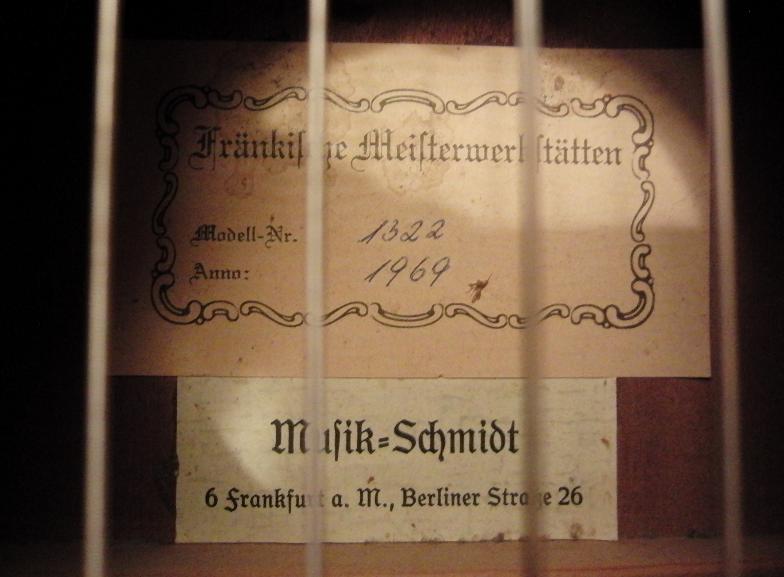 Fränkische Meisterwerkstätten
Modell-Nr. 1322
Anno: 1969
Musik=Schmidt
6 Frankfurt a. M., Berliner Straße 26